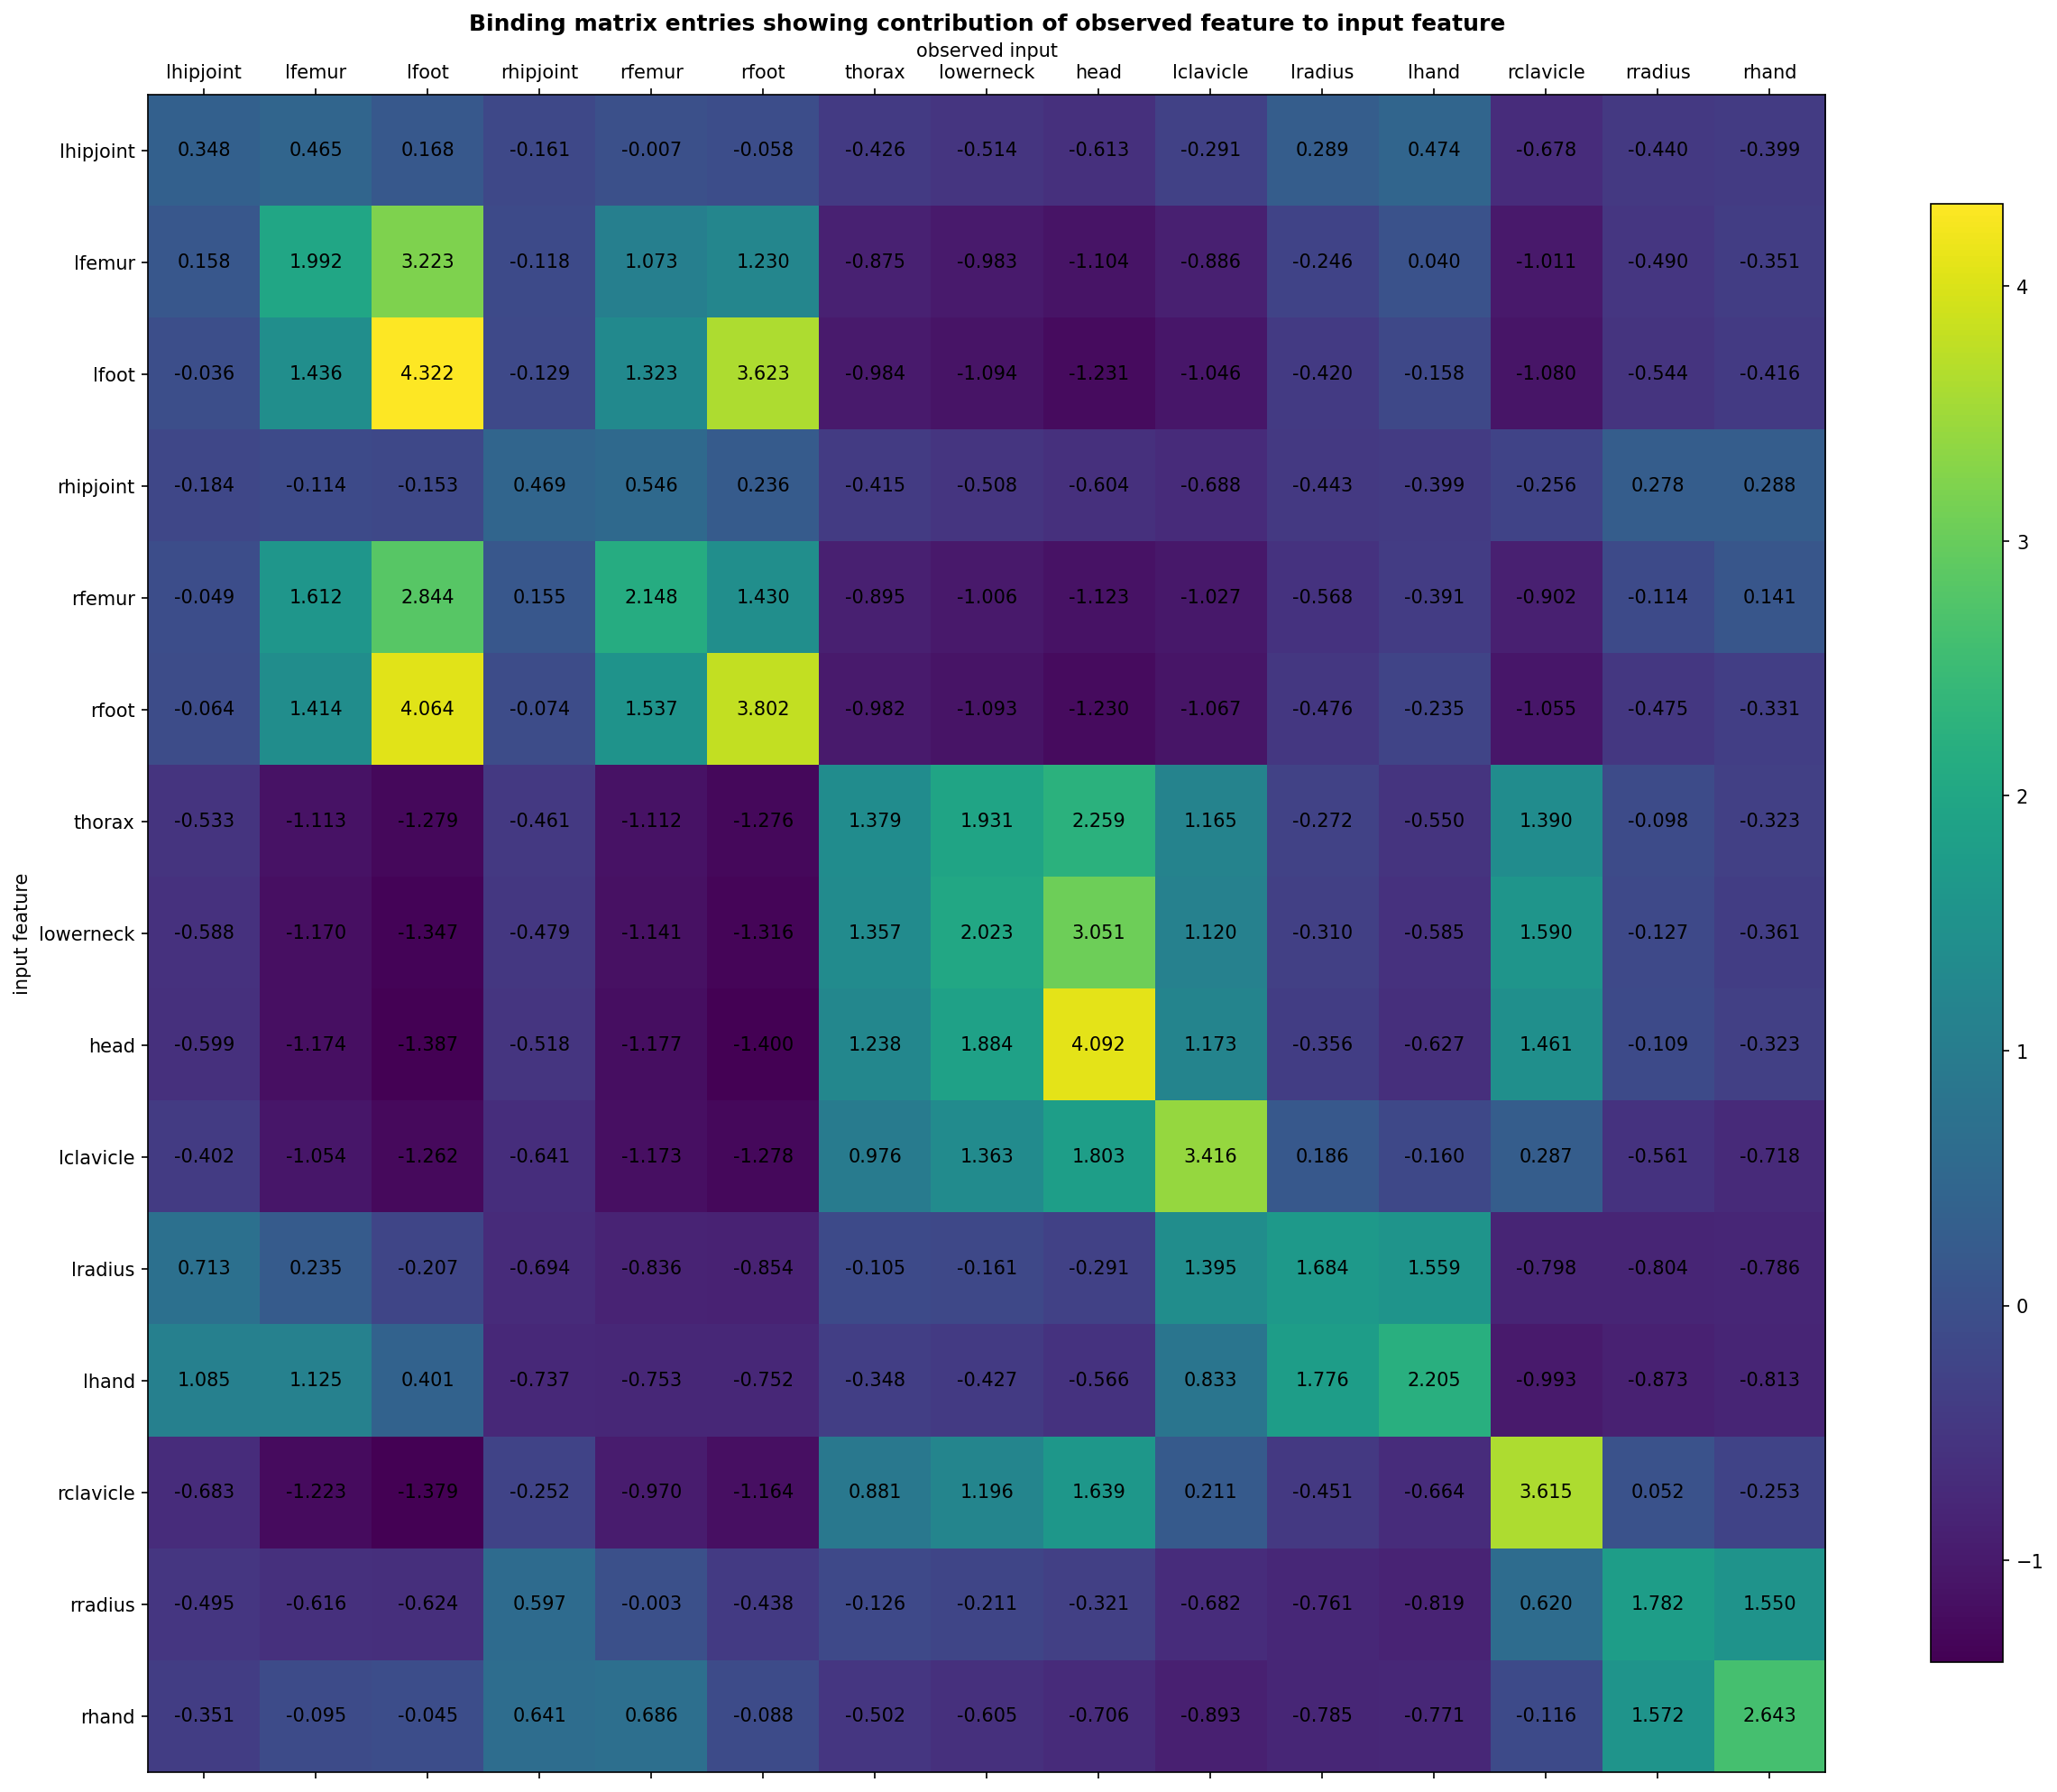 Binding matrix entries showing contribution of observed feature to input feature
observed input
lhipjoint lfemur lfoot rhipjoint rfemur rfoot thorax lowerneck head lclavicle lradius lhand rclavicle rradius rhand
lhipjoint 0.348 0.465 0.168 -0.161 -0.007 -0.058 -0.426 -0.514 -0.613 -0.291 0.289 0.474 -0.678 -0.440 -0.399
lfemur 0.158 1.992 3.223 -0.118 1.073 1.230 -0.875 -0.983 -1.104 -0.886 -0.246 0.040 -1.011 -0.490 -0.351
lfoot -0.036 1.436 4.322 -0.129 1.323 3.623 -0.984 -1.094 -1.231 -1.046 -0.420 -0.158 -1.080 -0.544 -0.416
rhipjoint -0.184 -0.114 -0.153 0.469 0.546 0.236 -0.415 -0.508 -0.604 -0.688 -0.443 -0.399 -0.256 0.278 0.288
rfemur -0.049 1.612 2.844 0.155 2.148 1.430 -0.895 -1.006 -1.123 -1.027 -0.568 -0.391 -0.902 -0.114 0.141
rfoot -0.064 1.414 4.064 -0.074 1.537 3.802 -0.982 -1.093 -1.230 -1.067 -0.476 -0.235 -1.055 -0.475 -0.331
thorax -0.533 -1.113 -1.279 -0.461 -1.112 -1.276 1.379 1.931 2.259 1.165 -0.272 -0.550 1.390 -0.098 -0.323
lowerneck -0.588 -1.170 -1.347 -0.479 -1.141 -1.316 1.357 2.023 3.051 1.120 -0.310 -0.585 1.590 -0.127 -0.361
head -0.599 -1.174 -1.387 -0.518 -1.177 -1.400 1.238 1.884 4.092 1.173 -0.356 -0.627 1.461 -0.109 -0.323
lclavicle -0.402 -1.054 -1.262 -0.641 -1.173 -1.278 0.976 1.363 1.803 3.416 0.186 -0.160 0.287 -0.561 -0.718
lradius 0.713 0.235 -0.207 -0.694 -0.836 -0.854 -0.105 -0.161 -0.291 1.395 1.684 1.559 -0.798 -0.804 -0.786
lhand 1.085 1.125 0.401 -0.737 -0.753 -0.752 -0.348 -0.427 -0.566 0.833 1.776 2.205 -0.993 -0.873 -0.813
rclavicle -0.683 -1.223 -1.379 -0.252 -0.970 -1.164 0.881 1.196 1.639 0.211 -0.451 -0.664 3.615 0.052 -0.253
rradius -0.495 -0.616 -0.624 0.597 -0.003 -0.438 -0.126 -0.211 -0.321 -0.682 -0.761 -0.819 0.620 1.782 1.550
rhand -0.351 -0.095 -0.045 0.641 0.686 -0.088 -0.502 -0.605 -0.706 -0.893 -0.785 -0.771 -0.116 1.572 2.643
input feature
4
3
2
1
0
−1